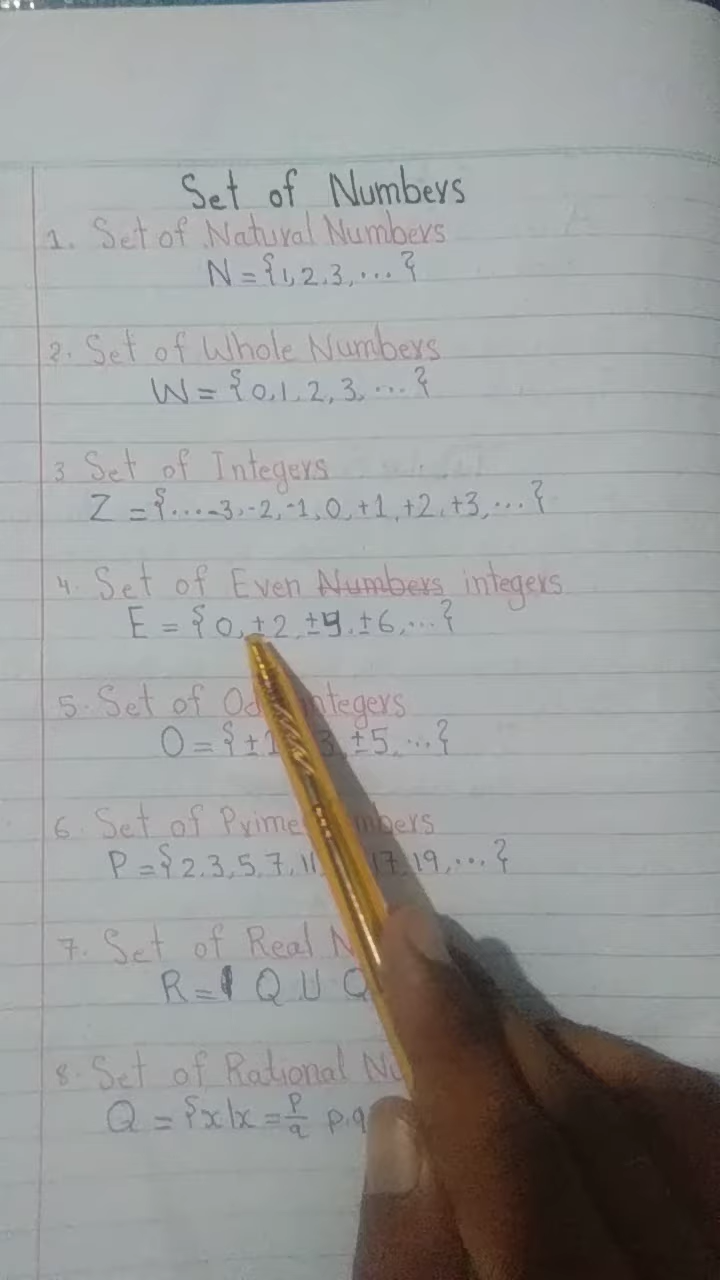 Set of Numbers
1. Set of Natural Numbers
N = {1, 2, 3, ... }
2. Set of Whole Numbers
W = {0, 1, 2, 3, ... }
3 Set of Integers
Z = {....-3, -2, -1, 0, +1, +2, +3, ... }
4. Set of Even Numbers integers
E = { 0, ±2, ±4, ±6, ... }
5. Set of integers
O = {±1 3, ±5, ... }
6. Set of Prime
P = {2, 3, 5, 7, 11, 17, 19, ... }
7. Set of Real
R = Q U
8. Set of Rational
Q = {x/x = p/q p, q